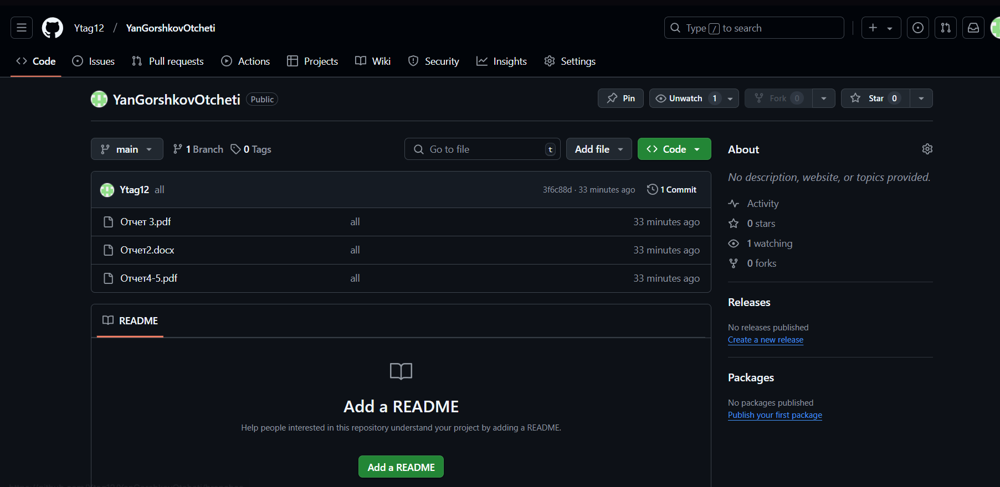 Ytag12 / YanGorshkovOtcheti
Type / to search
Code Issues Pull requests Actions Projects Wiki Security Insights Settings
YanGorshkovOtcheti Public
Pin Unwatch 1 Fork 0 Star 0
main 1 Branch 0 Tags Go to file t Add file Code
Ytag12 all 3f6c88d · 33 minutes ago 1 Commit
Отчет 3.pdf all 33 minutes ago
Отчет2.docx all 33 minutes ago
Отчет4-5.pdf all 33 minutes ago
README
Add a README
Help people interested in this repository understand your project by adding a README.
Add a README
About
No description, website, or topics provided.
Activity
0 stars
1 watching
0 forks
Releases
No releases published
Create a new release
Packages
No packages published
Publish your first package